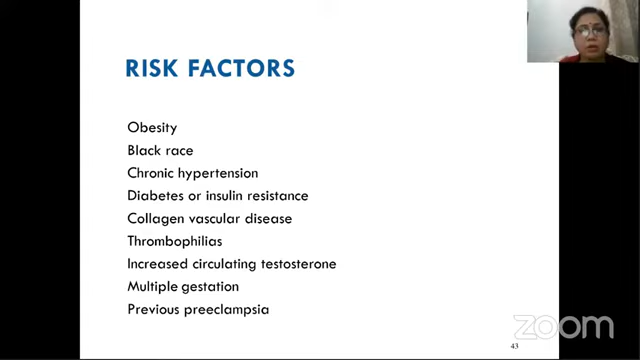 RISK FACTORS
Obesity
Black race
Chronic hypertension
Diabetes or insulin resistance
Collagen vascular disease
Thrombophilias
Increased circulating testosterone
Multiple gestation
Previous preeclampsia
zoom
43